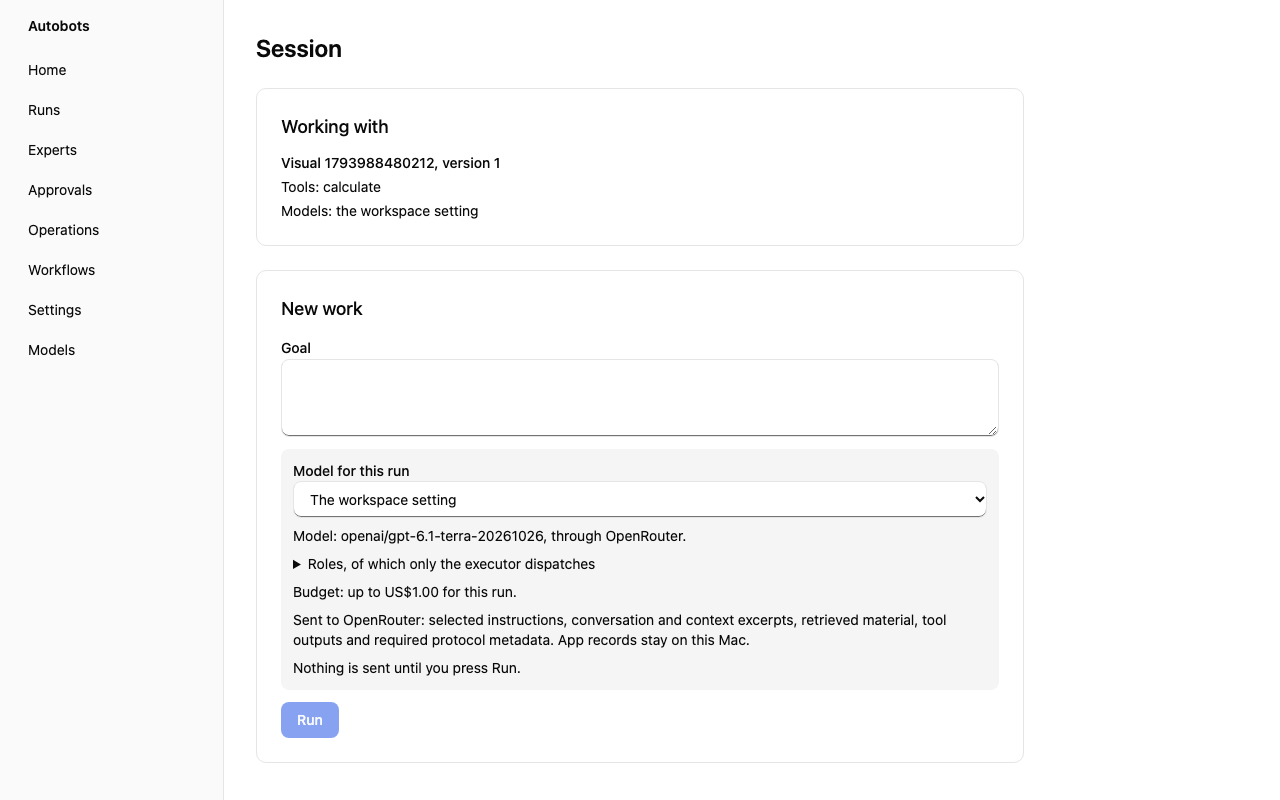 Autobots
Home
Runs
Experts
Approvals
Operations
Workflows
Settings
Models
Session
Working with
Visual 1793988480212, version 1
Tools: calculate
Models: the workspace setting
New work
Goal
Model for this run
The workspace setting
Model: openai/gpt-6.1-terra-20261026, through OpenRouter.
Roles, of which only the executor dispatches
Budget: up to US$1.00 for this run.
Sent to OpenRouter: selected instructions, conversation and context excerpts, retrieved material, tool
outputs and required protocol metadata. App records stay on this Mac.
Nothing is sent until you press Run.
Run